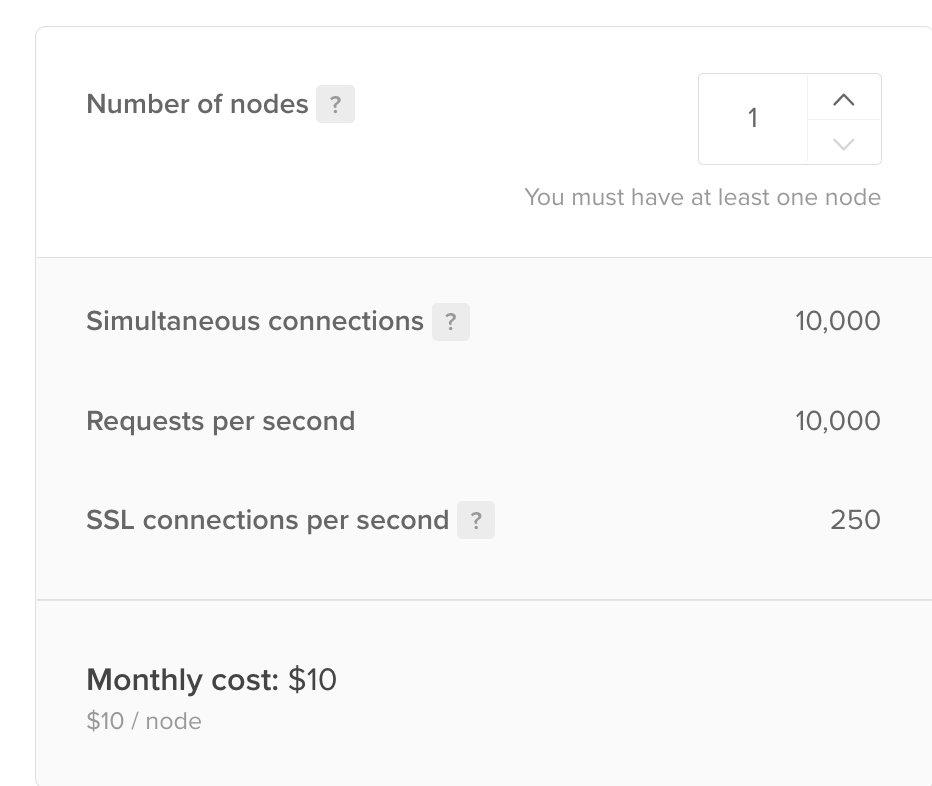 Number of nodes ?
1
You must have at least one node
Simultaneous connections ? 10,000
Requests per second 10,000
SSL connections per second ? 250
Monthly cost: $10
$10 / node